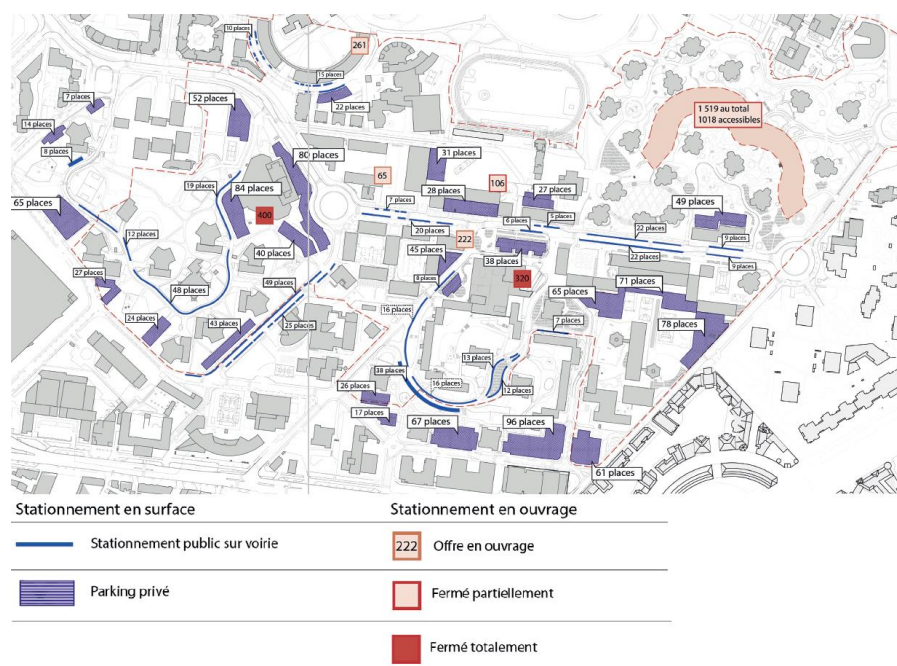 10 places
261
15 places
22 places
7 places
52 places
14 places
8 places
1 519 au total
1018 accessibles
80 places
31 places
65
106
19 places
84 places
28 places
27 places
65 places
7 places
49 places
400
6 places
5 places
12 places
20 places
222
22 places
9 places
40 places
45 places
38 places
22 places
9 places
27 places
8 places
320
71 places
48 places
49 places
65 places
16 places
24 places
43 places
25 places
7 places
78 places
13 places
38 places
16 places
26 places
12 places
17 places
67 places
96 places
61 places
Stationnement en surface
Stationnement en ouvrage
Stationnement public sur voirie
222
Offre en ouvrage
Parking privé
Fermé partiellement
Fermé totalement